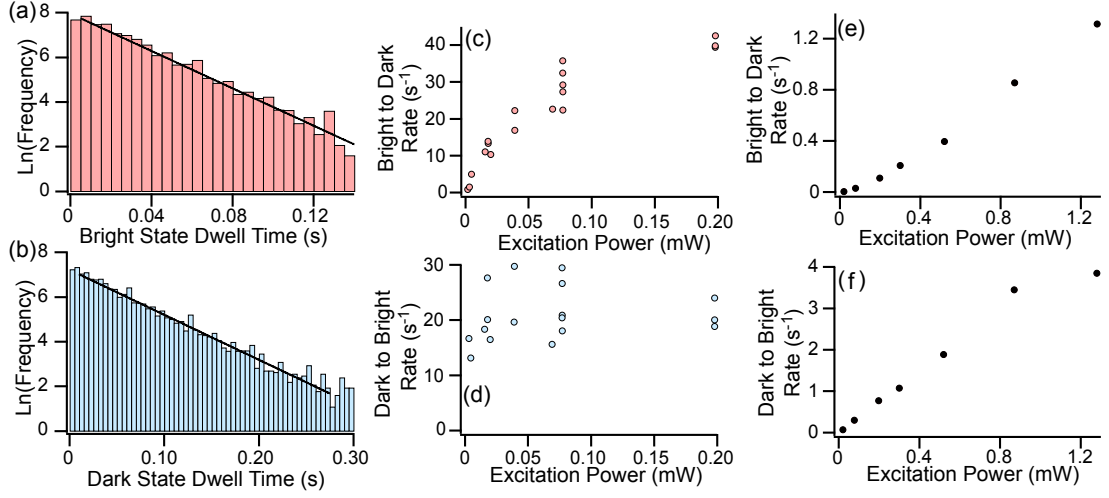 (a)
8
6
4
2
0
Ln(Frequency)
0
0.04
0.08
0.12
Bright State Dwell Time (s)
(b)
8
6
4
2
0
Ln(Frequency)
0
0.10
0.20
0.30
Dark State Dwell Time (s)
(c)
40
30
20
10
0
Bright to Dark
Rate (s⁻¹)
0
0.05
0.10
0.15
0.20
Excitation Power (mW)
(d)
30
20
10
0
Dark to Bright
Rate (s⁻¹)
0
0.05
0.10
0.15
0.20
Excitation Power (mW)
(e)
1.2
0.8
0.4
0
Bright to Dark
Rate (s⁻¹)
0
0.4
0.8
1.2
Excitation Power (mW)
(f)
4
3
2
1
0
Dark to Bright
Rate (s⁻¹)
0
0.4
0.8
1.2
Excitation Power (mW)